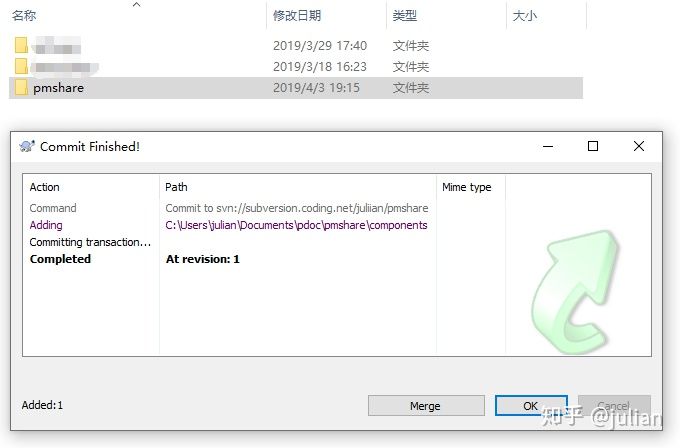 名称 修改日期 类型 大小
2019/3/29 17:40 文件夹
2019/3/18 16:23 文件夹
pmshare 2019/4/3 19:15 文件夹
Commit Finished!
Action Path Mime type
Command Commit to svn://subversion.coding.net/juliian/pmshare
Adding C:\Users\julian\Documents\pdoc\pmshare\components
Committing transaction...
Completed At revision: 1
Added:1 Merge OK Cancel
知乎 @julian